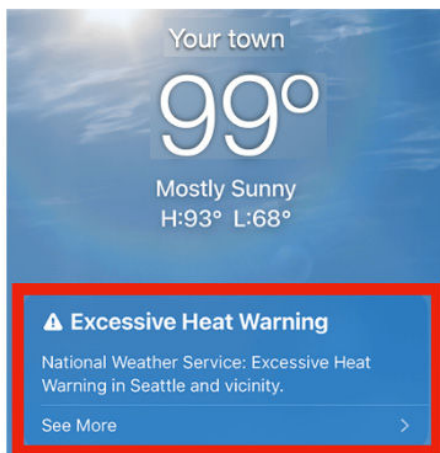 Your town
99°
Mostly Sunny
H:93° L:68°
Excessive Heat Warning
National Weather Service: Excessive Heat
Warning in Seattle and vicinity.
See More